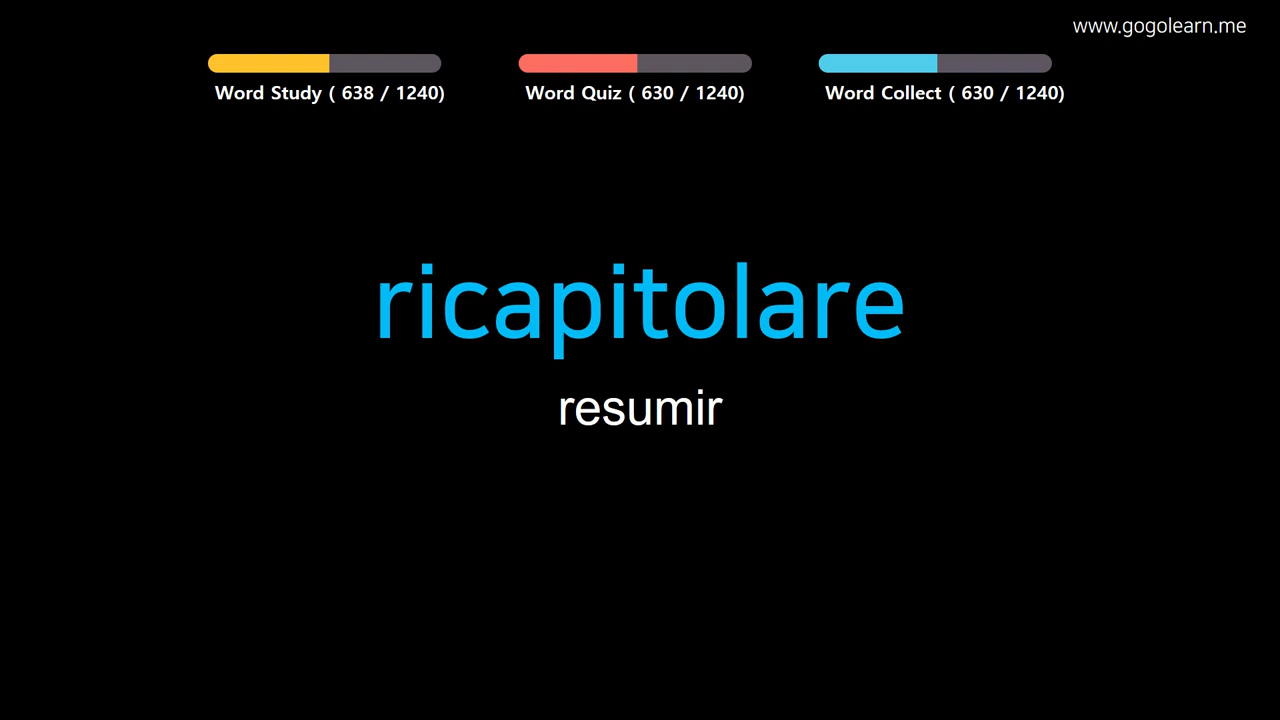 www.gogolearn.me
Word Study ( 638 / 1240)
Word Quiz ( 630 / 1240)
Word Collect ( 630 / 1240)
ricapitolare
resumir